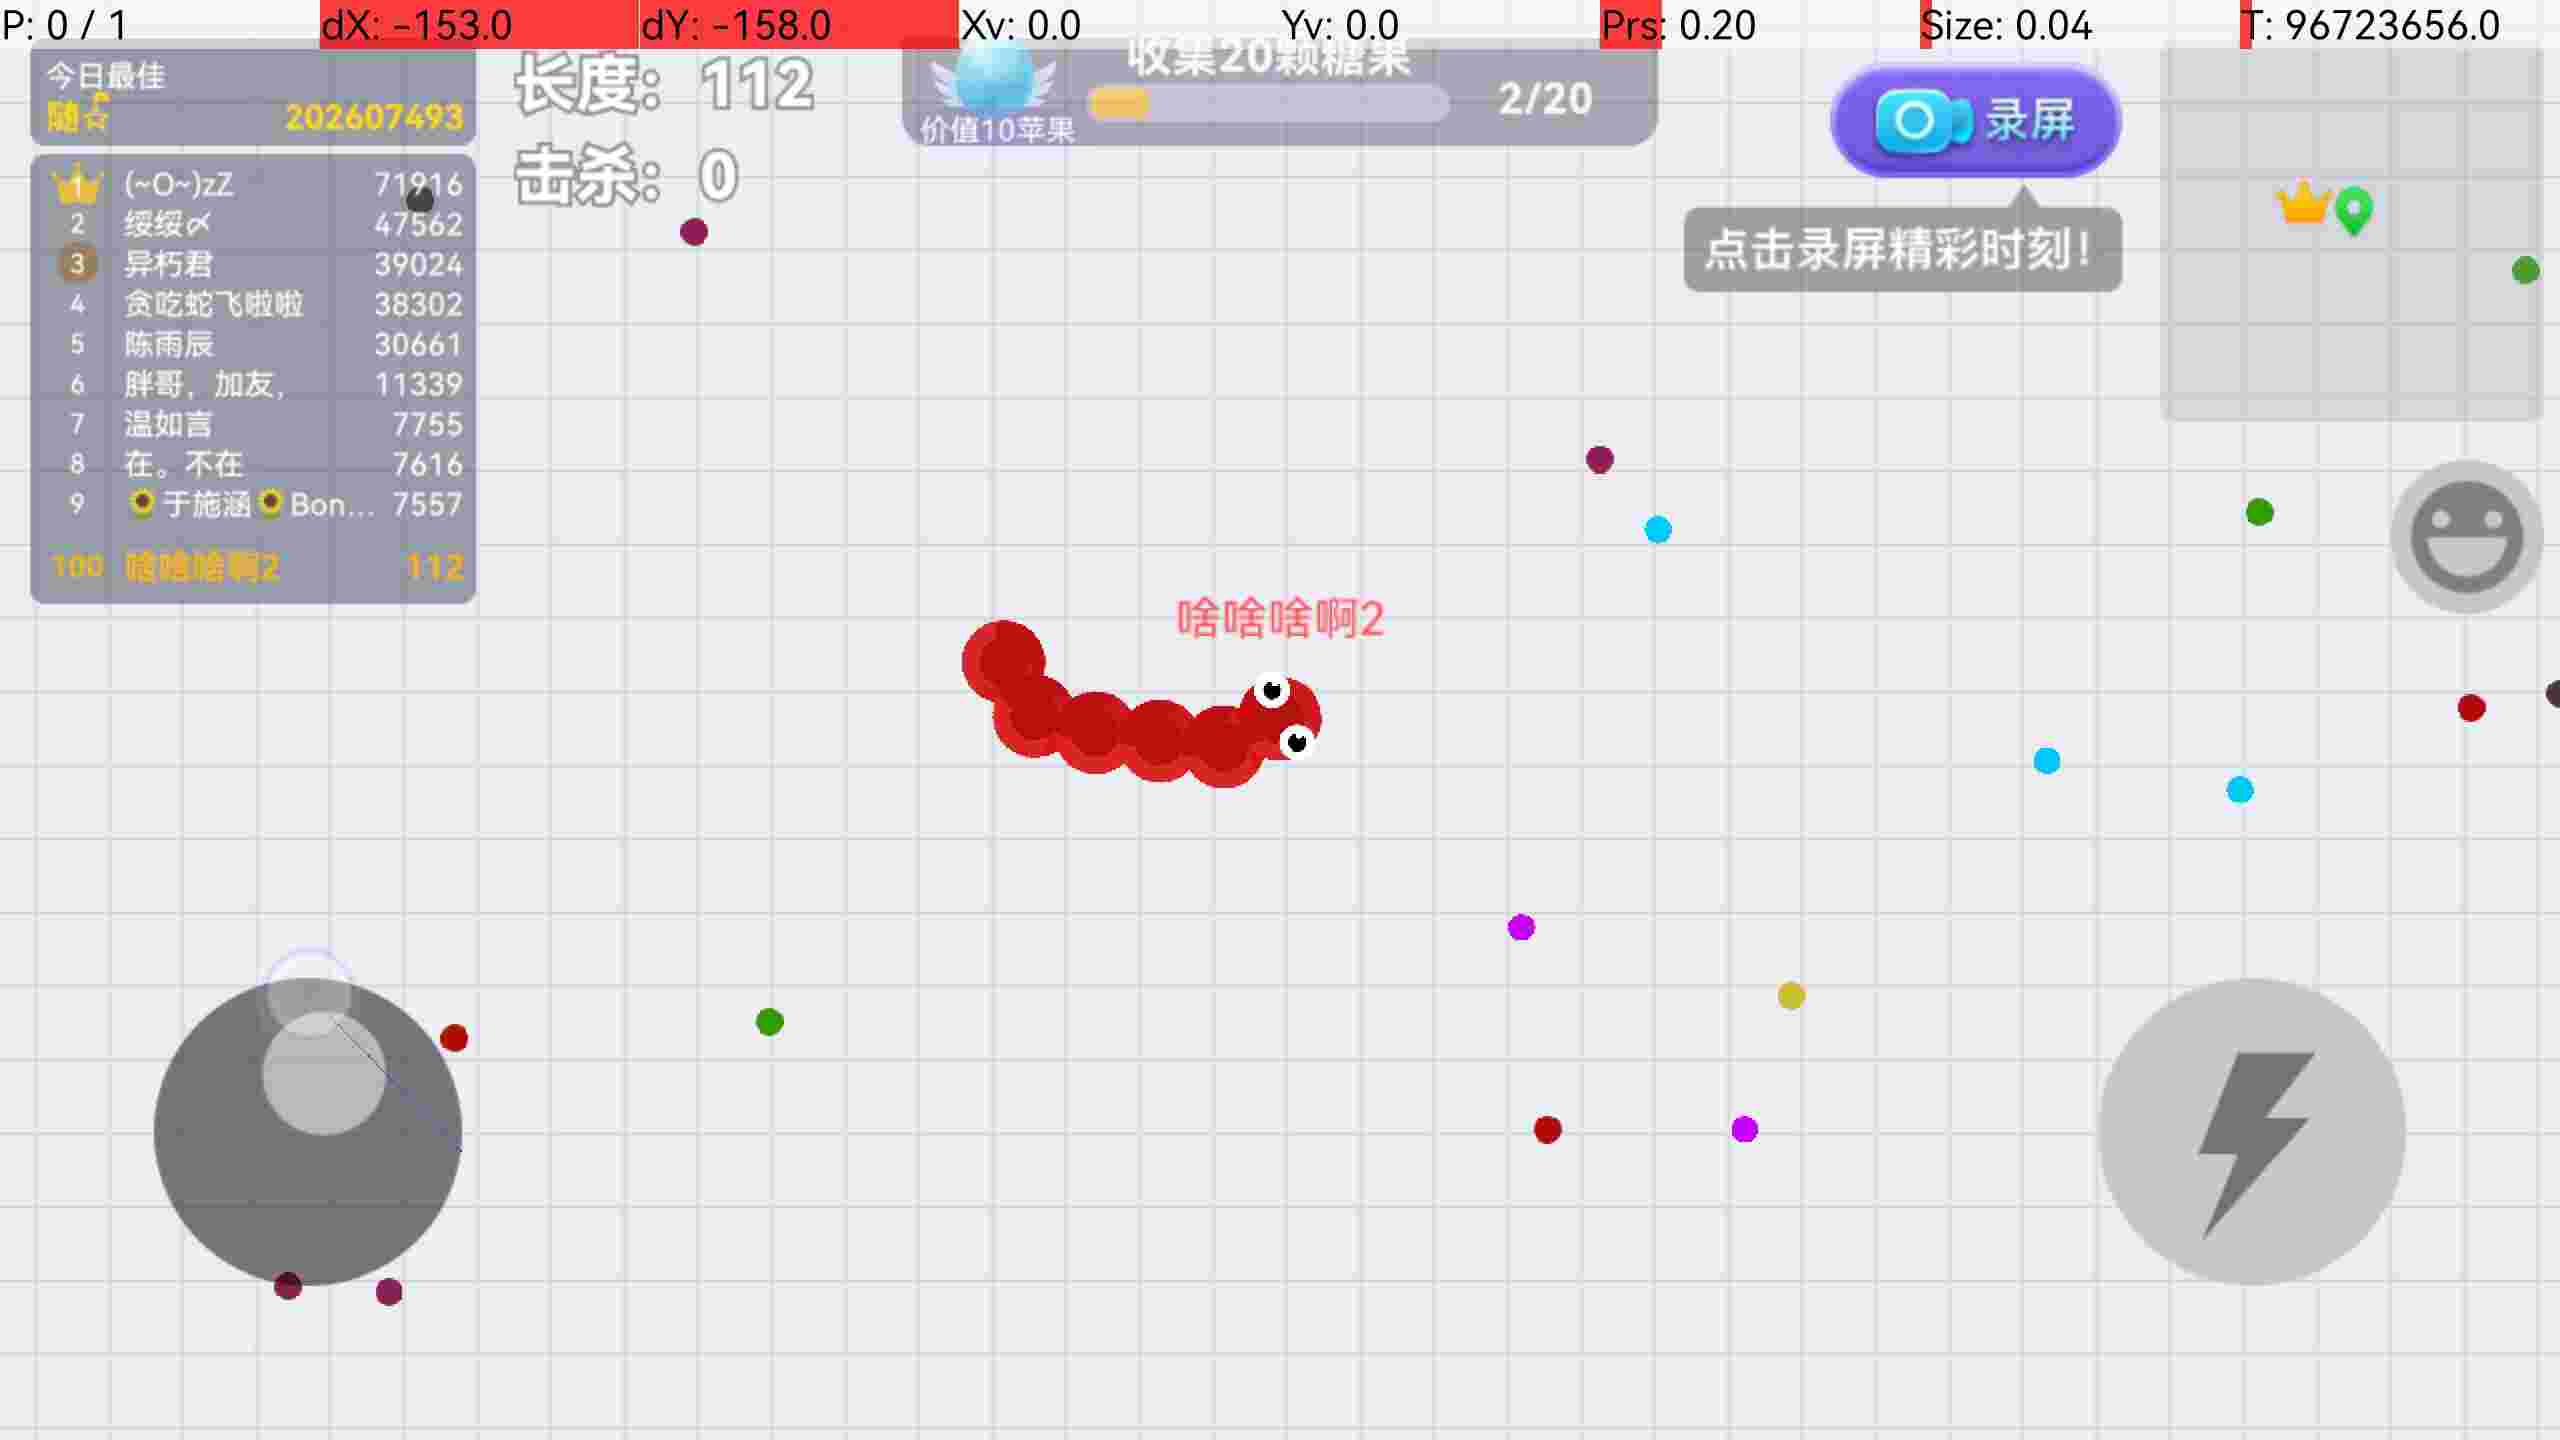 P: 0 / 1 dX: -153.0 dY: -158.0 Xv: 0.0 Yv: 0.0 Prs: 0.20 Size: 0.04 T: 96723656.0
今日最佳
随☆ 202607493
长度: 112
击杀: 0
收集20颗糖果
2/20
价值10苹果
录屏
点击录屏精彩时刻!
1 (~O~)zZ 71916
2 绥绥〆 47562
3 异朽君 39024
4 贪吃蛇飞啦啦 38302
5 陈雨辰 30661
6 胖哥，加友， 11339
7 温如言 7755
8 在。不在 7616
9 🌻于施涵🌻Bon... 7557
100 啥啥啥啊2 112
啥啥啥啊2